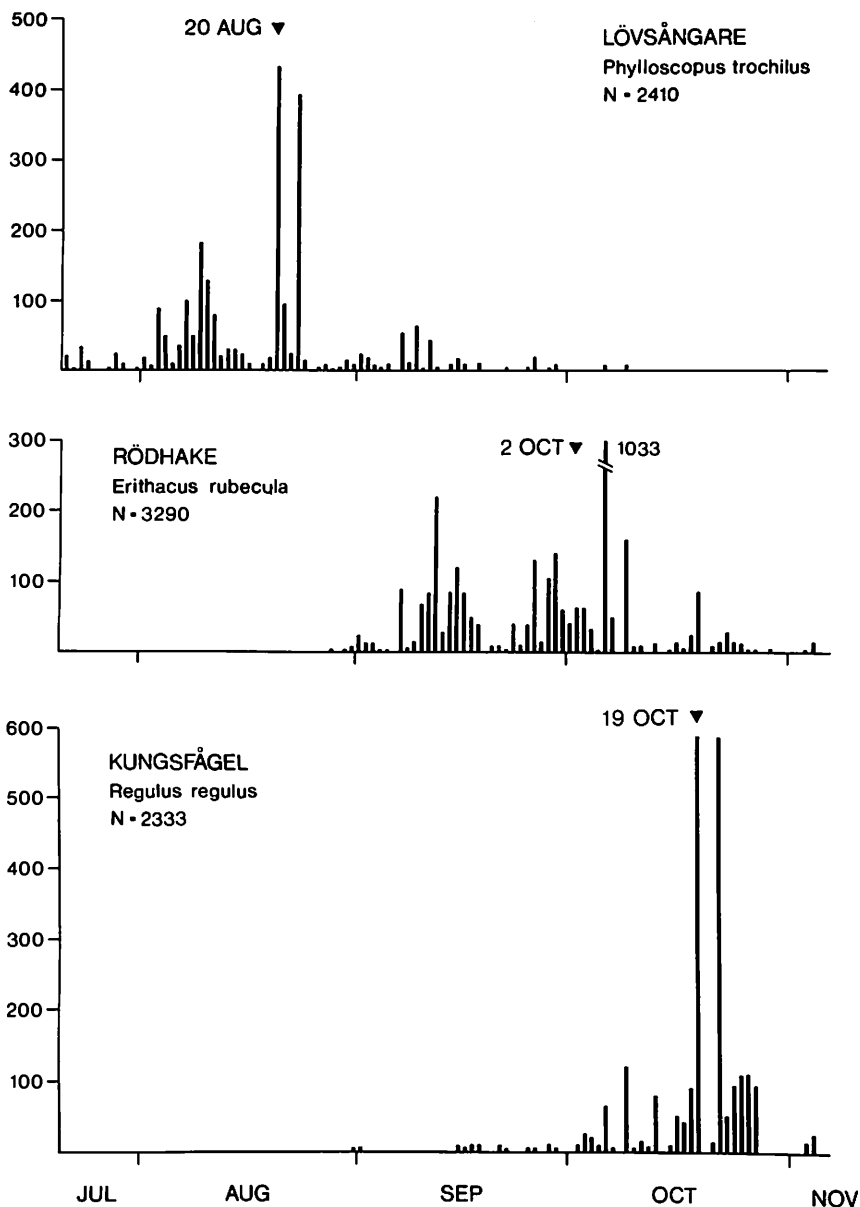 500
400
300
200
100
20 AUG ▼
LÖVSÅNGARE
Phylloscopus trochilus
N - 2410
300
200
100
RÖDHAKE
Erithacus rubecula
N - 3290
2 OCT ▼
1033
600
500
400
300
200
100
KUNGSFÅGEL
Regulus regulus
N - 2333
19 OCT ▼
JUL AUG SEP OCT NOV